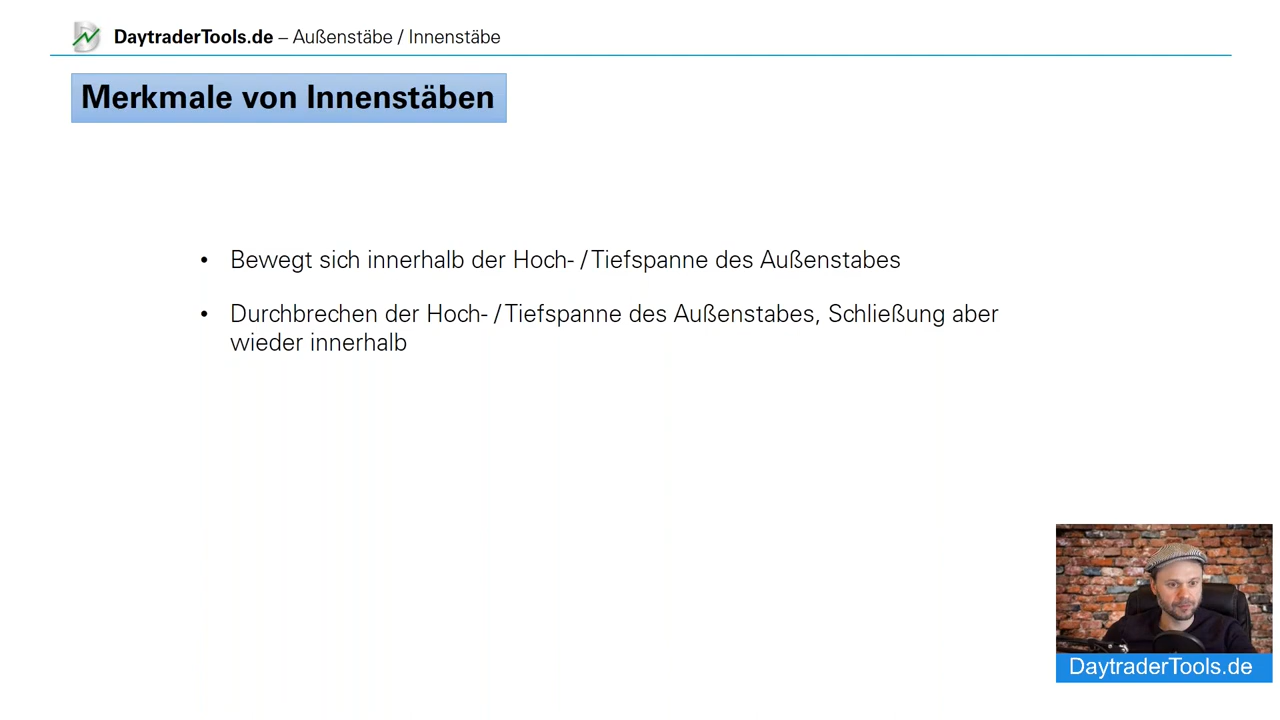 DaytraderTools.de – Außenstäbe / Innenstäbe
Merkmale von Innenstäben
• Bewegt sich innerhalb der Hoch- / Tiefspanne des Außenstabes
• Durchbrechen der Hoch- / Tiefspanne des Außenstabes, Schließung aber
wieder innerhalb
DaytraderTools.de